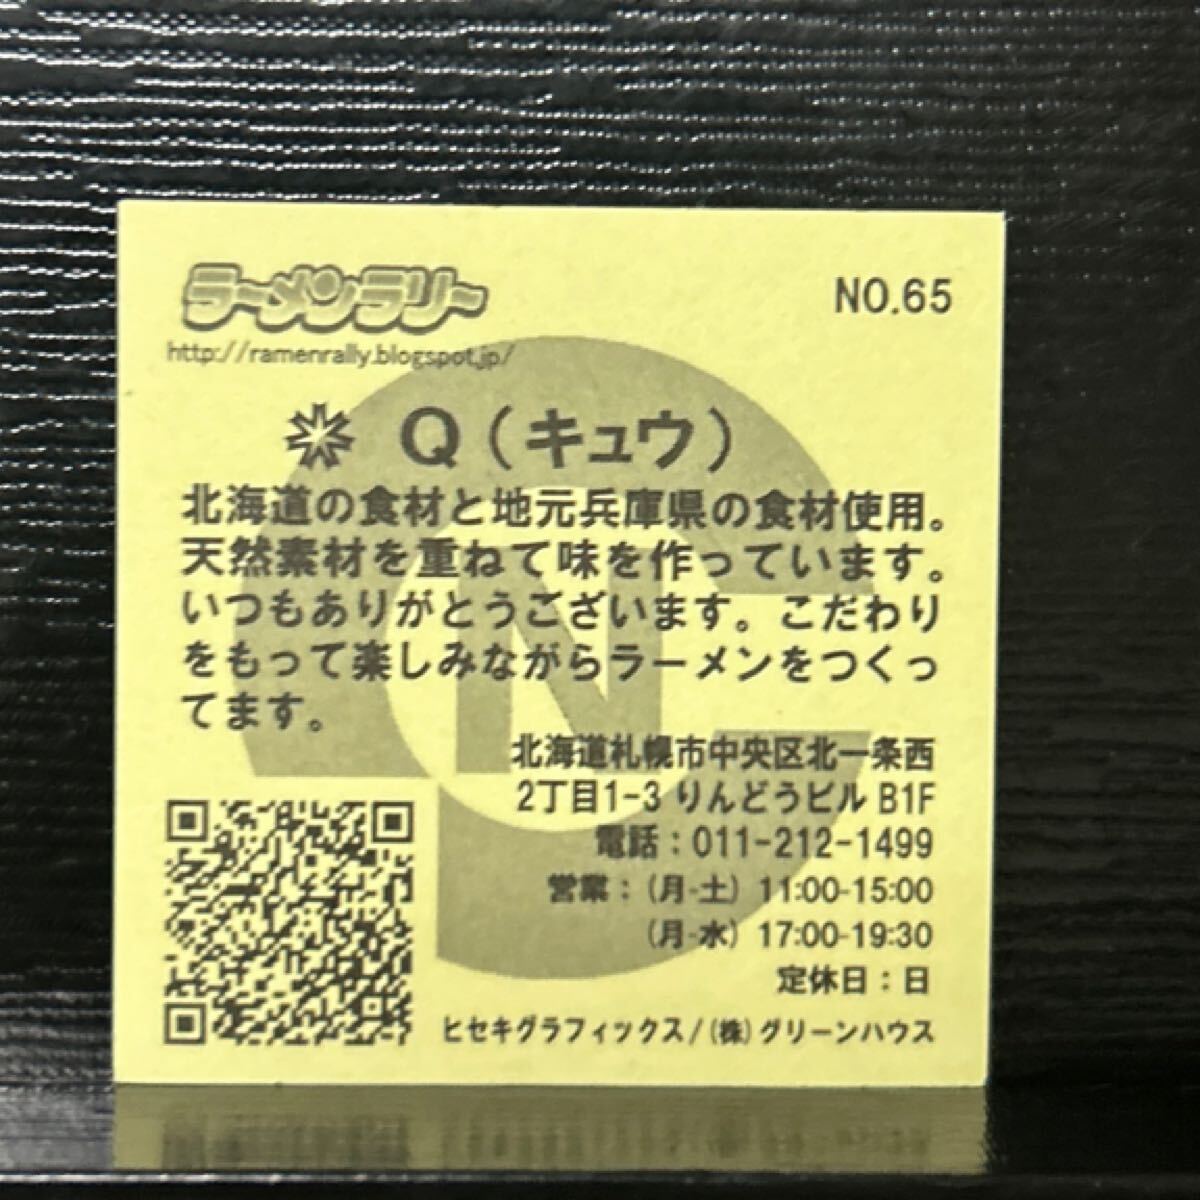 ラーメンラリー
NO.65
http://ramenrally.blogspot.jp/
Q（キュウ）
北海道の食材と地元兵庫県の食材使用。
天然素材を重ねて味を作っています。
いつもありがとうございます。こだわり
をもって楽しみながらラーメンをつくっ
てます。
北海道札幌市中央区北一条西
2丁目1-3 りんどうビル B1F
電話：011-212-1499
営業：(月-土) 11:00-15:00
(月-水) 17:00-19:30
定休日：日
ヒセキグラフィックス/(株)グリーンハウス
N